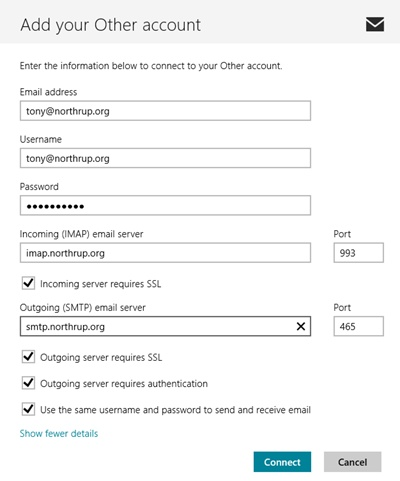 Add your Other account
Enter the information below to connect to your Other account.
Email address
tony@northrup.org
Username
tony@northrup.org
Password
●●●●●●●●●●
Incoming (IMAP) email server Port
imap.northrup.org 993
Incoming server requires SSL
Outgoing (SMTP) email server Port
smtp.northrup.org 465
Outgoing server requires SSL
Outgoing server requires authentication
Use the same username and password to send and receive email
Show fewer details
Connect Cancel